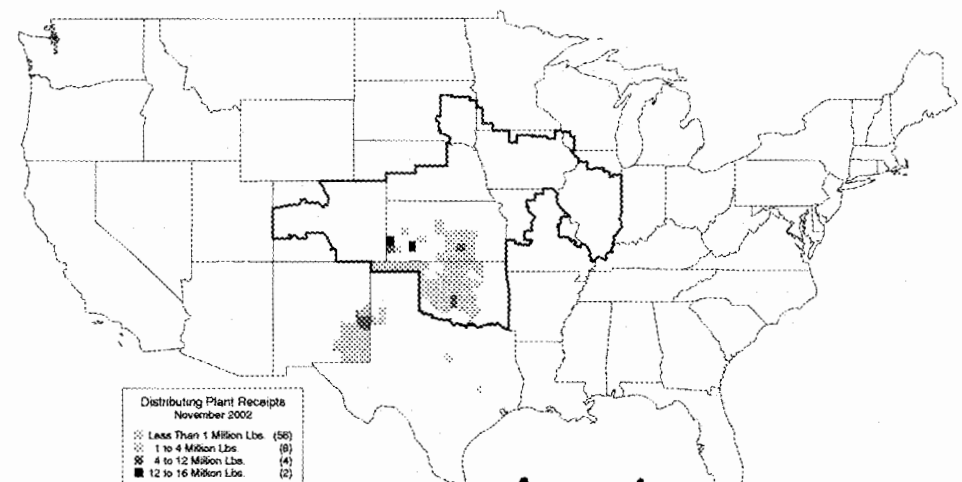 Distributing Plant Receipts
November 2002
Less Than 1 Million Lbs. (56)
1 to 4 Million Lbs. (8)
4 to 12 Million Lbs. (4)
12 to 16 Million Lbs. (2)